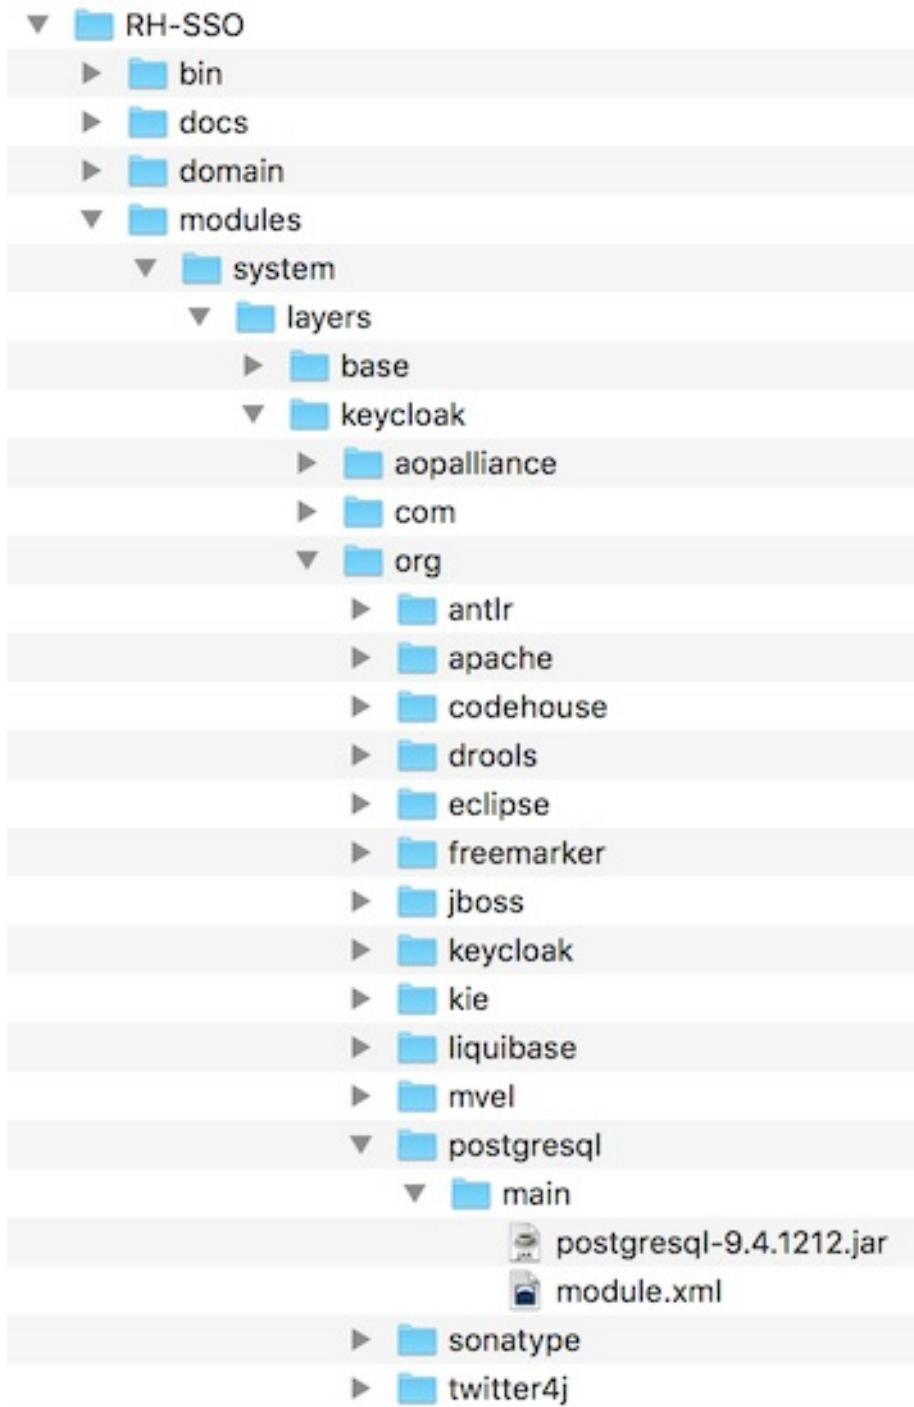 RH-SSO
bin
docs
domain
modules
system
layers
base
keycloak
aopalliance
com
org
antlr
apache
codehouse
drools
eclipse
freemarker
jboss
keycloak
kie
liquibase
mvel
postgresql
main
postgresql-9.4.1212.jar
module.xml
sonatype
twitter4j